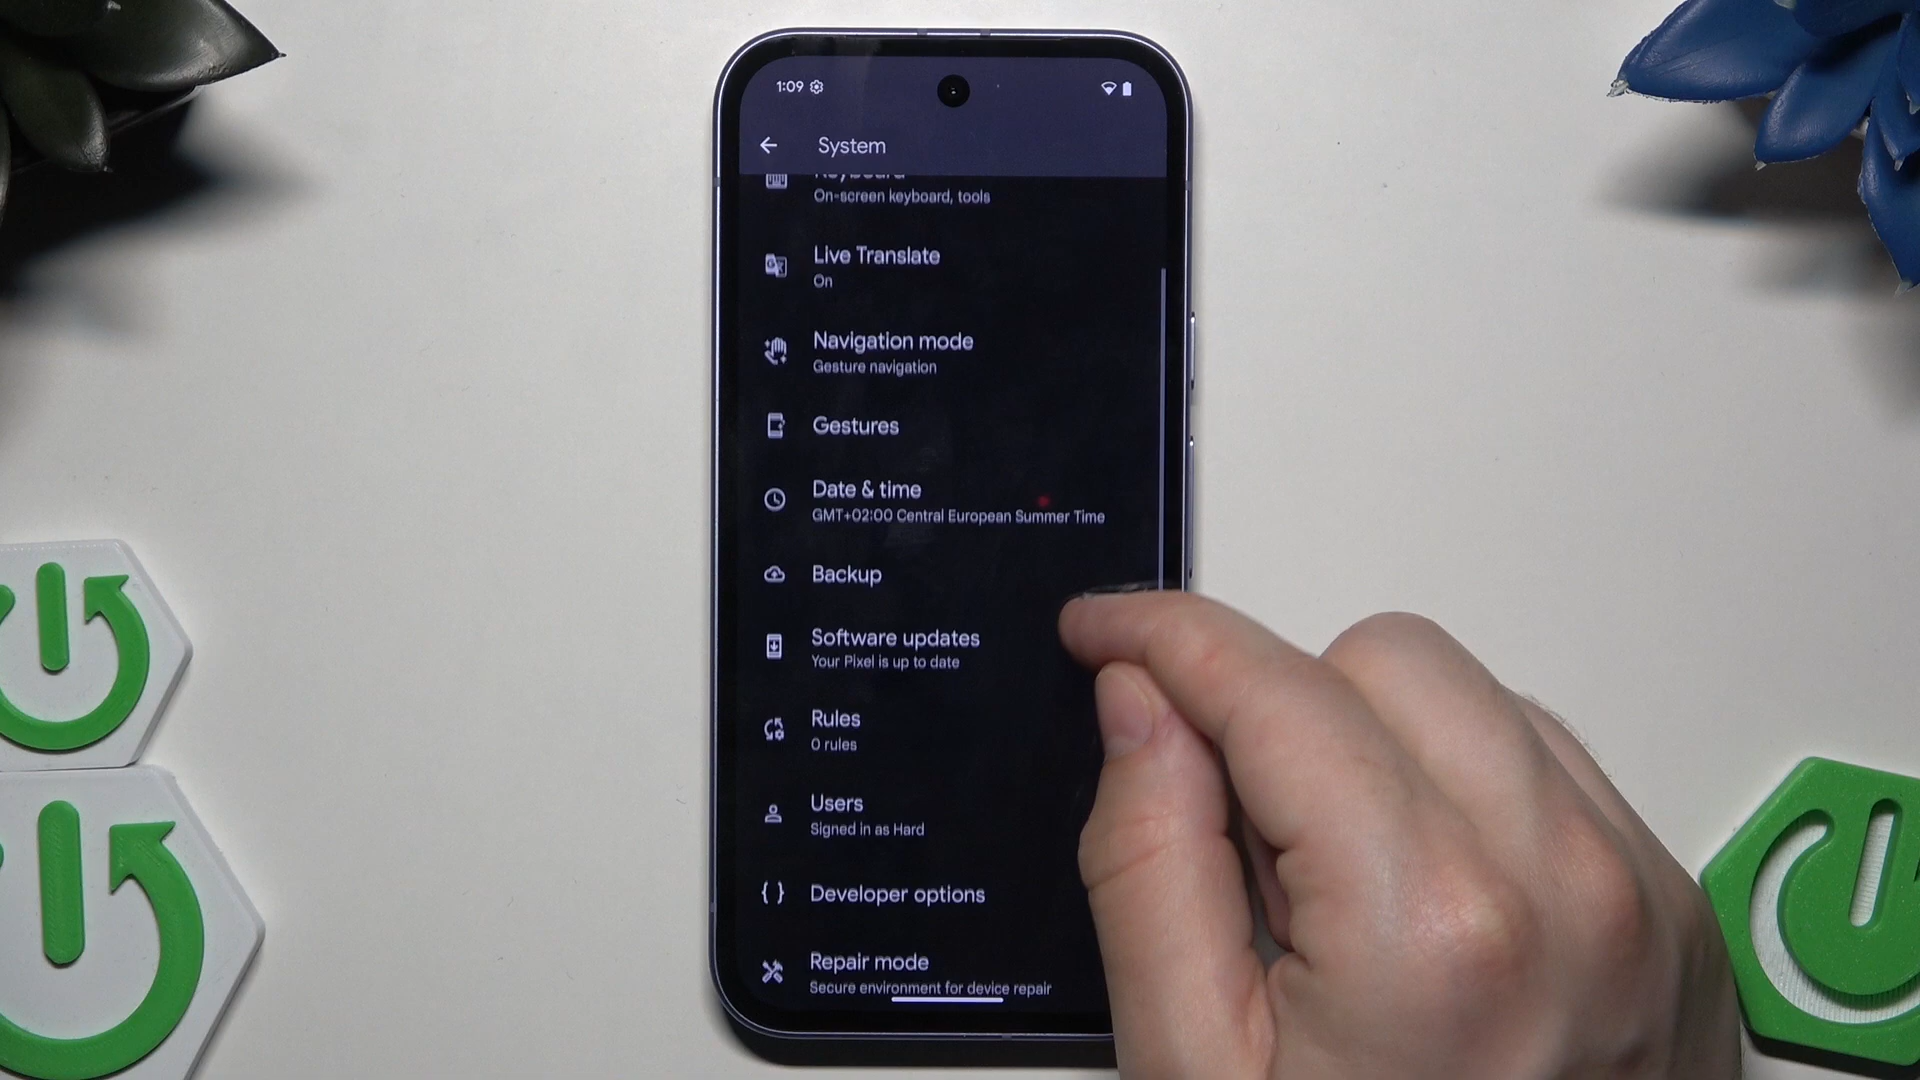 1:09
System
Keyboard
On-screen keyboard, tools
Live Translate
On
Navigation mode
Gesture navigation
Gestures
Date & time
GMT+02:00 Central European Summer Time
Backup
Software updates
Your Pixel is up to date
Rules
0 rules
Users
Signed in as Hard
Developer options
Repair mode
Secure environment for device repair